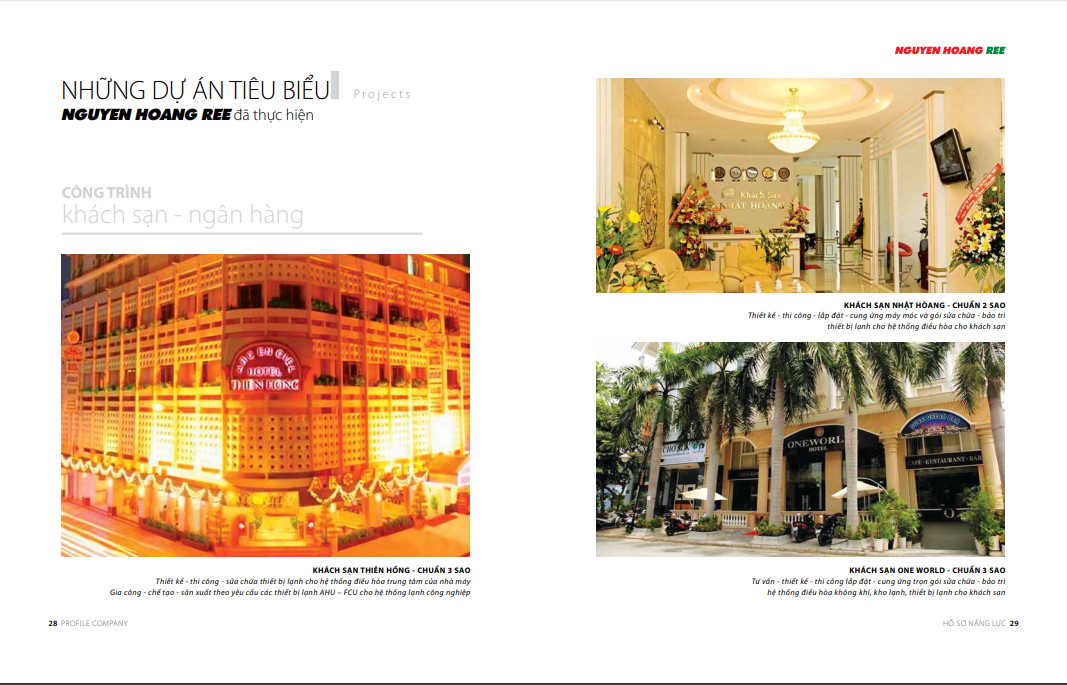 NHỮNG DỰ ÁN TIÊU BIỂU
Projects
NGUYEN HOANG REE đã thực hiện
CÔNG TRÌNH
khách sạn - ngân hàng
ARC EN CIEL
HOTEL
THIEN HONG
KHÁCH SẠN THIÊN HỒNG - CHUẨN 3 SAO
Thiết kế - thi công - sửa chữa thiết bị lạnh cho hệ thống điều hòa trung tâm của nhà máy
Gia công - chế tạo - sản xuất theo yêu cầu các thiết bị lạnh AHU – FCU cho hệ thống lạnh công nghiệp
28 PROFILE COMPANY
NGUYEN HOANG REE
Khách Sạn
NHẬT HOÀNG
KHÁCH SẠN NHẬT HÒANG - CHUẨN 2 SAO
Thiết kế - thi công - lắp đặt - cung ứng máy móc và gói sửa chữa - bảo trì
thiết bị lạnh cho hệ thống điều hòa cho khách sạn
ONEWORLD
HOTEL
CAFÉ - RESTAURANT - BAR
KHÁCH SẠN ONE WORLD - CHUẨN 3 SAO
Tư vấn - thiết kế - thi công lắp đặt - cung ứng trọn gói sửa chữa - bảo trì
hệ thống điều hòa không khí, kho lạnh, thiết bị lạnh cho khách sạn
HỒ SƠ NĂNG LỰC 29